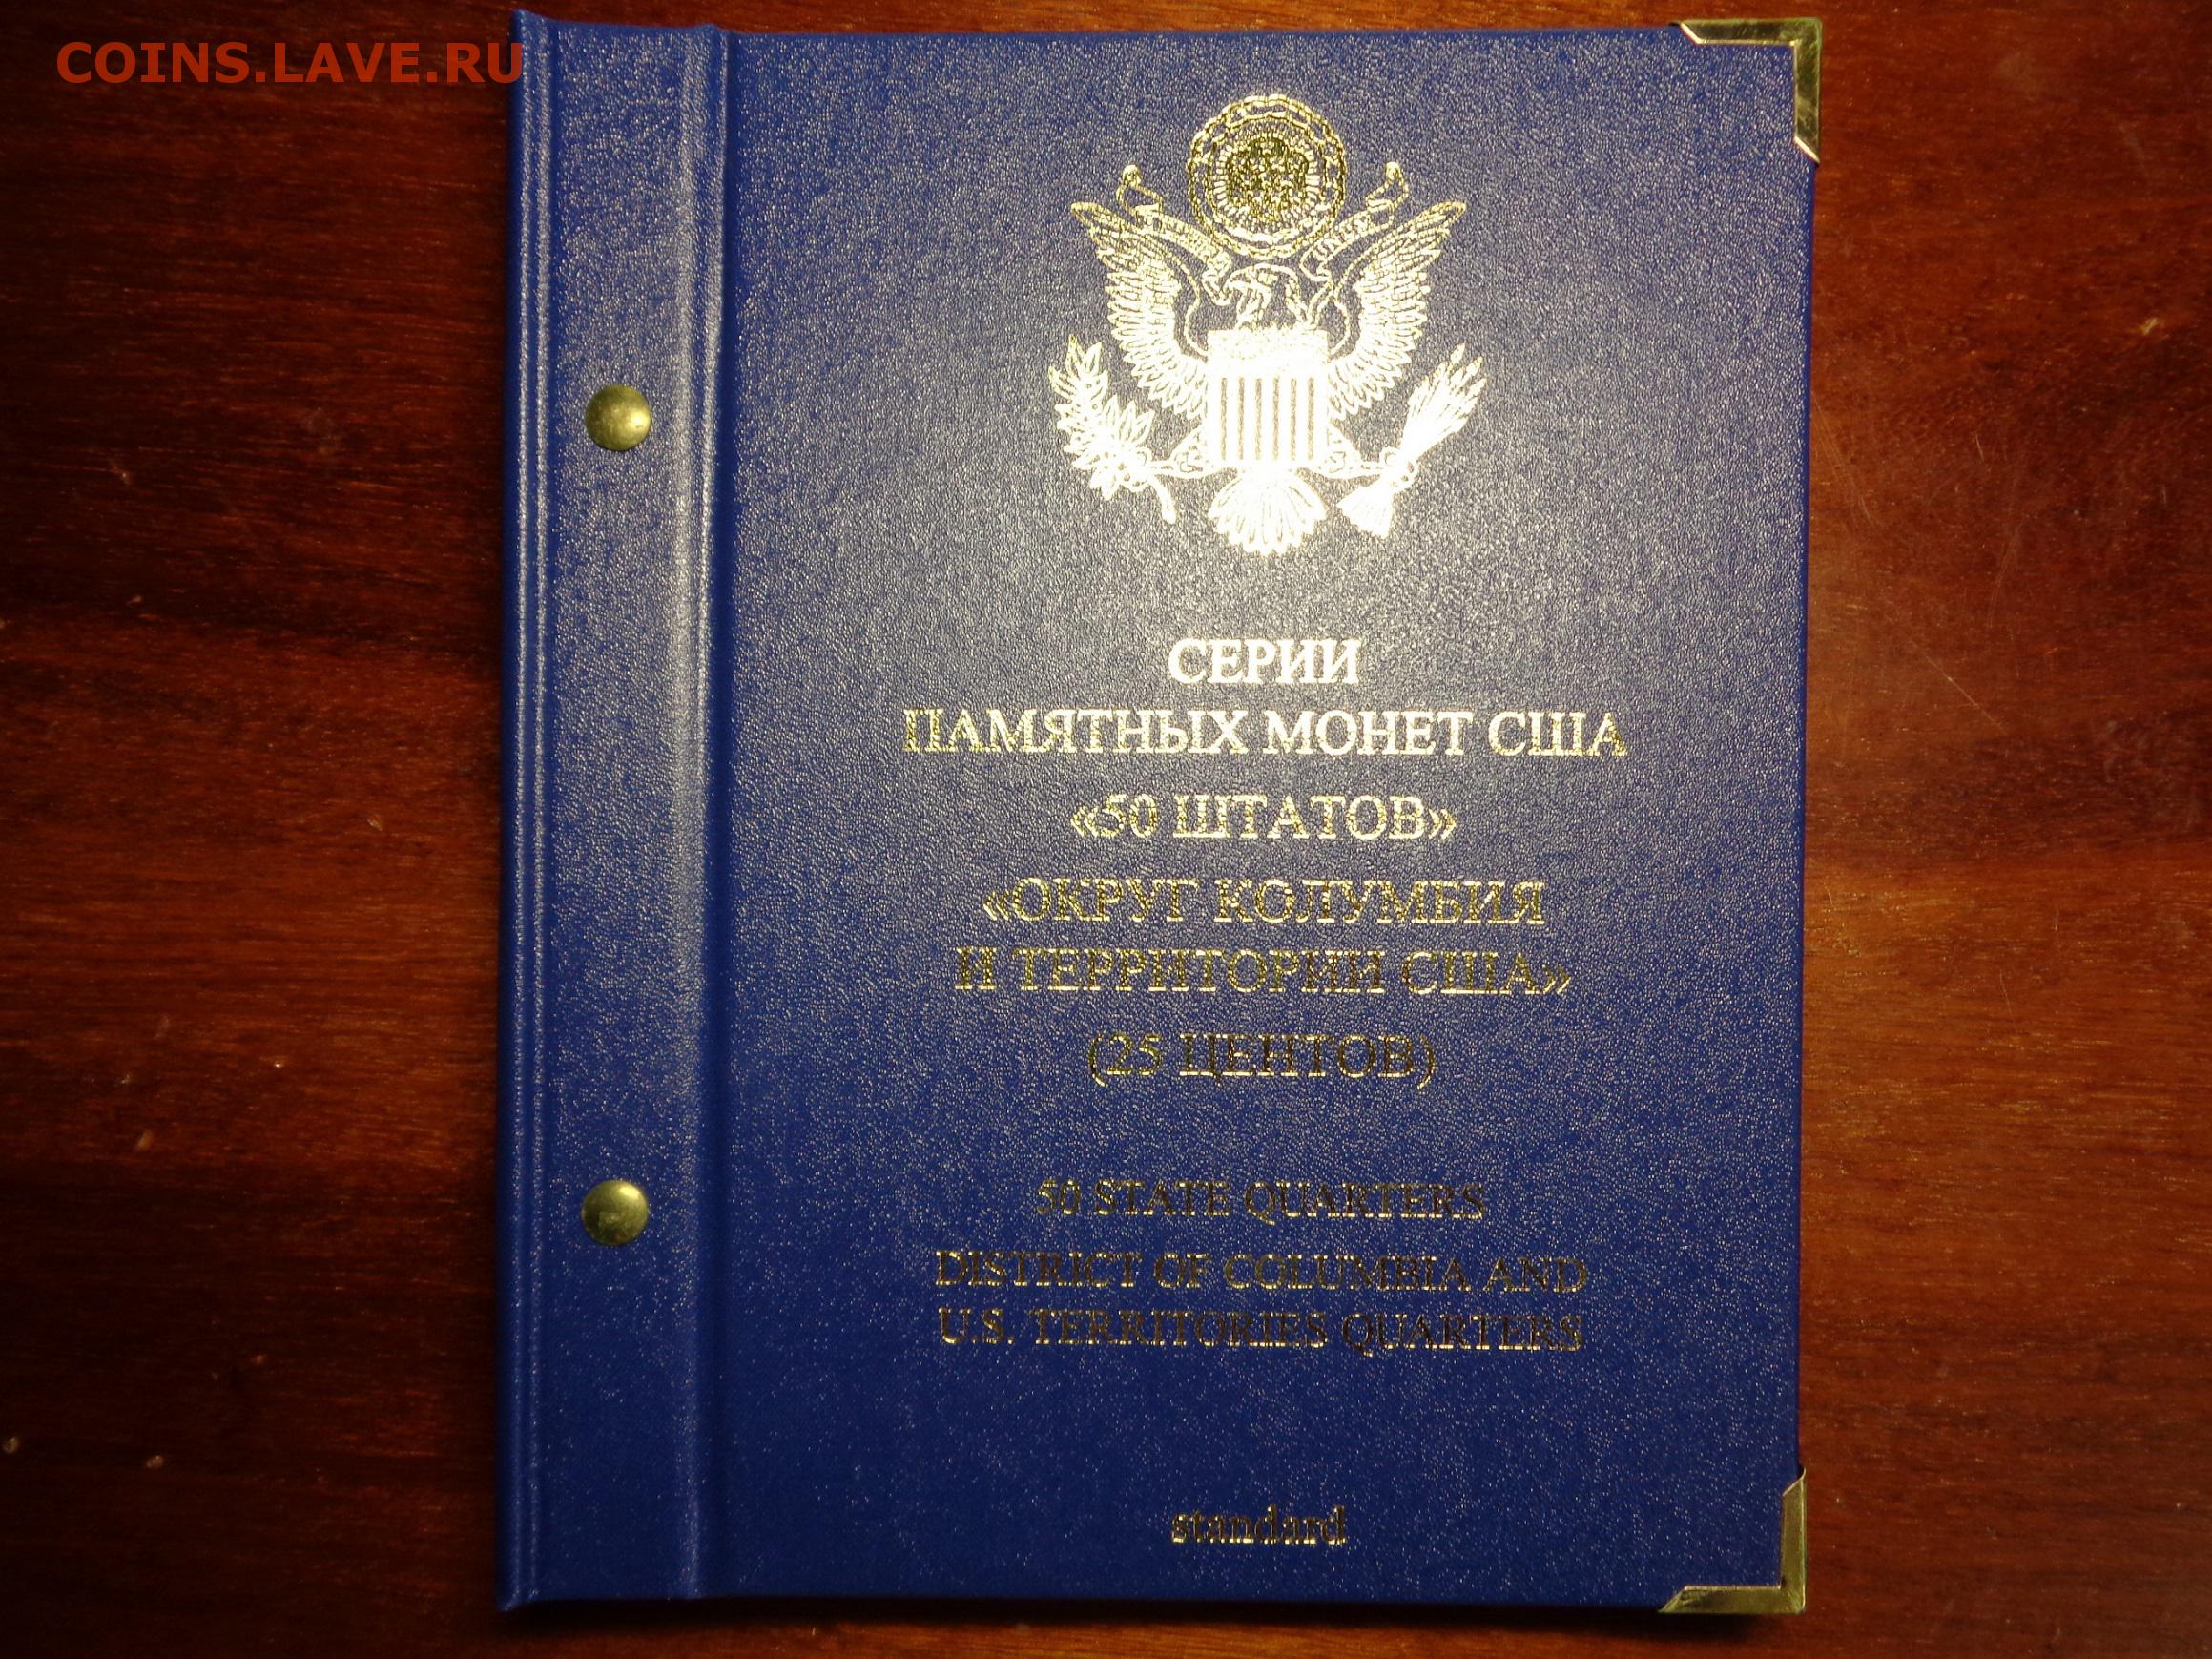 COINS.LAVE.RU
СЕРИИ
ПАМЯТНЫХ МОНЕТ США
«50 ШТАТОВ»
«ОКРУГ КОЛУМБИЯ
И ТЕРРИТОРИИ США»
(25 ЦЕНТОВ)
50 STATE QUARTERS
DISTRICT OF COLUMBIA AND
U.S. TERRITORIES QUARTERS
standard